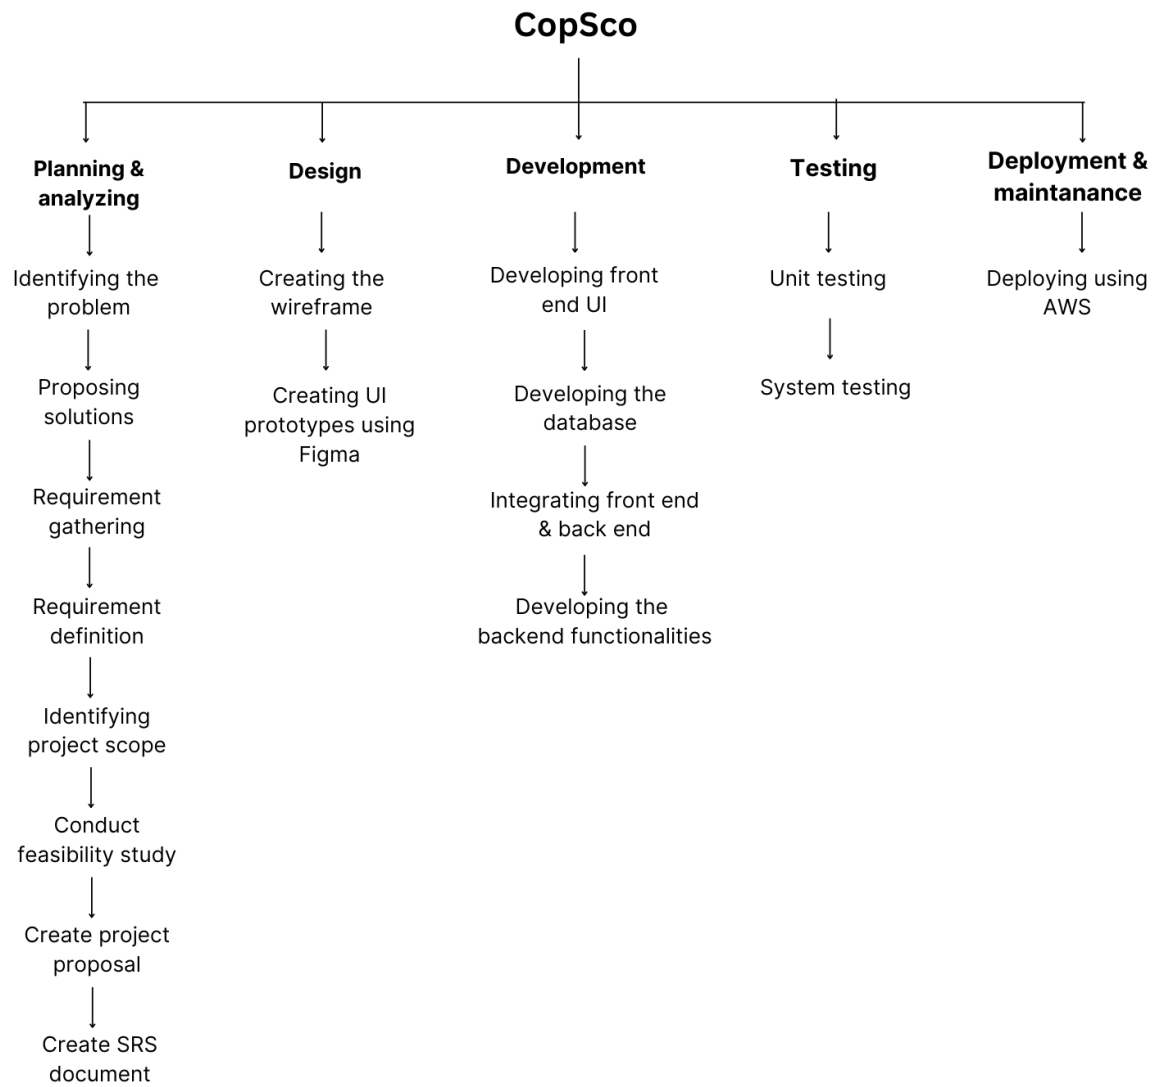 CopSco
Planning &
analyzing
Identifying the
problem
Proposing
solutions
Requirement
gathering
Requirement
definition
Identifying
project scope
Conduct
feasibility study
Create project
proposal
Create SRS
document
Design
Creating the
wireframe
Creating UI
prototypes using
Figma
Development
Developing front
end UI
Developing the
database
Integrating front end
& back end
Developing the
backend functionalities
Testing
Unit testing
System testing
Deployment &
maintanance
Deploying using
AWS